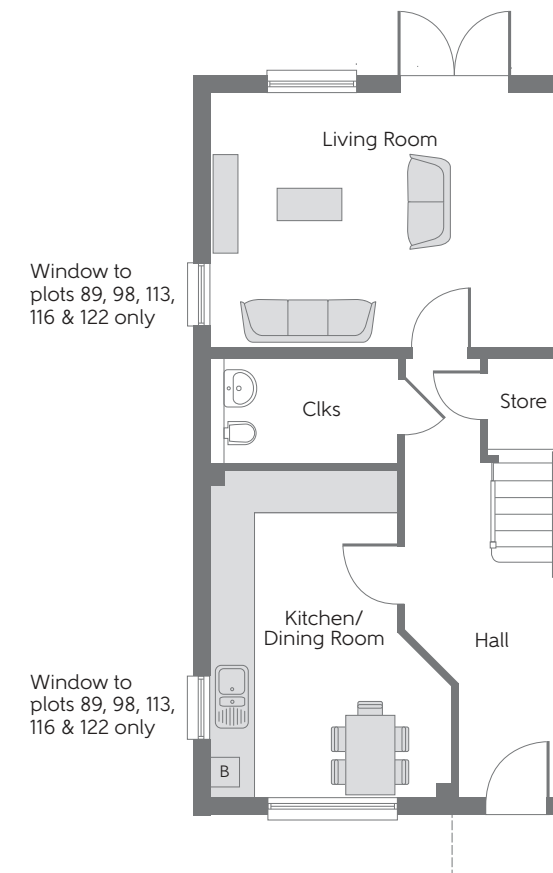 Living Room
Window to
plots 89, 98, 113,
116 & 122 only
Clks
Store
Kitchen/
Dining Room
Hall
Window to
plots 89, 98, 113,
116 & 122 only
B